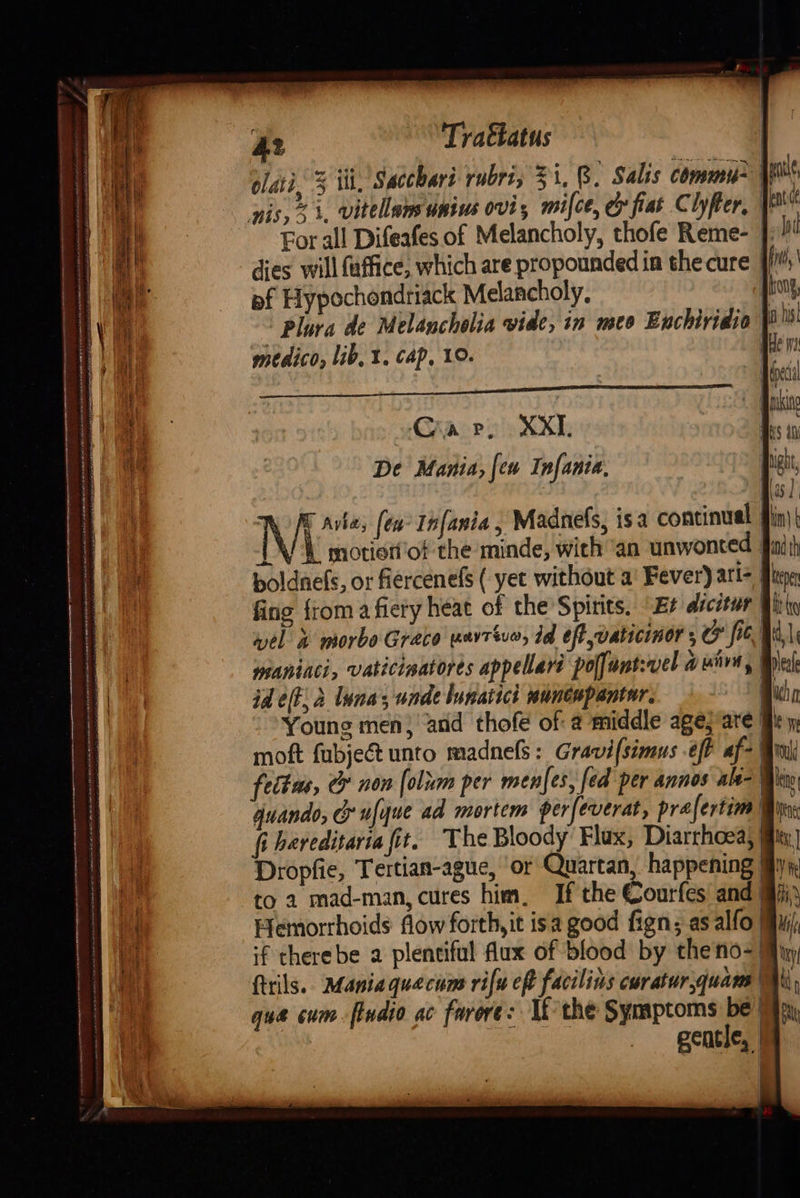 42 Tractatus
olati, ℥ iii, Sacchari rubri, ℥ i, ß. Salis commu-
nis, ℥ i, vitellum unius ovi, misce, & fiat Clyster.
For all Diseases of Melancholy, those Reme-
dies will suffice, which are propounded in the cure
of Hypochondriack Melancholy.
Plura de Melancholia vide, in meo Enchiridio
medico, lib, 1. cap, 10.
CAP. XXI.
De Mania, seu Insania.
Mania, seu Insania, Madness, is a continual
motion of the minde, with an unwonted
boldness, or fierceness ( yet without a Fever) ari-
sing from a fiery heat of the Spirits. Et dicitur
vel à morbo Græco μαντέυω, id est, vaticinor ; & sic,
maniaci, vaticinatores appellari possunt: vel à μήνη,
id est, à luna; unde lunatici nuncupantur.
Young men, and those of a middle age, are
most subject unto madness: Gravissimus est af-
fectus, & non solùm per menses, sed per annos ali-
quando, & usque ad mortem perseverat, præsertim
si hereditaria sit. The Bloody Flux, Diarrhœa,
Dropsie, Tertian-ague, or Quartan, happening
to a mad-man, cures him. If the Courses and
Hemorrhoids flow forth, it is a good sign; as also
if there be a plentiful flux of blood by the no-
strils. Mania quæcum risu est faciliùs curatur, quàm
quæ cum studio ac furore: If the Symptoms be
gentle,